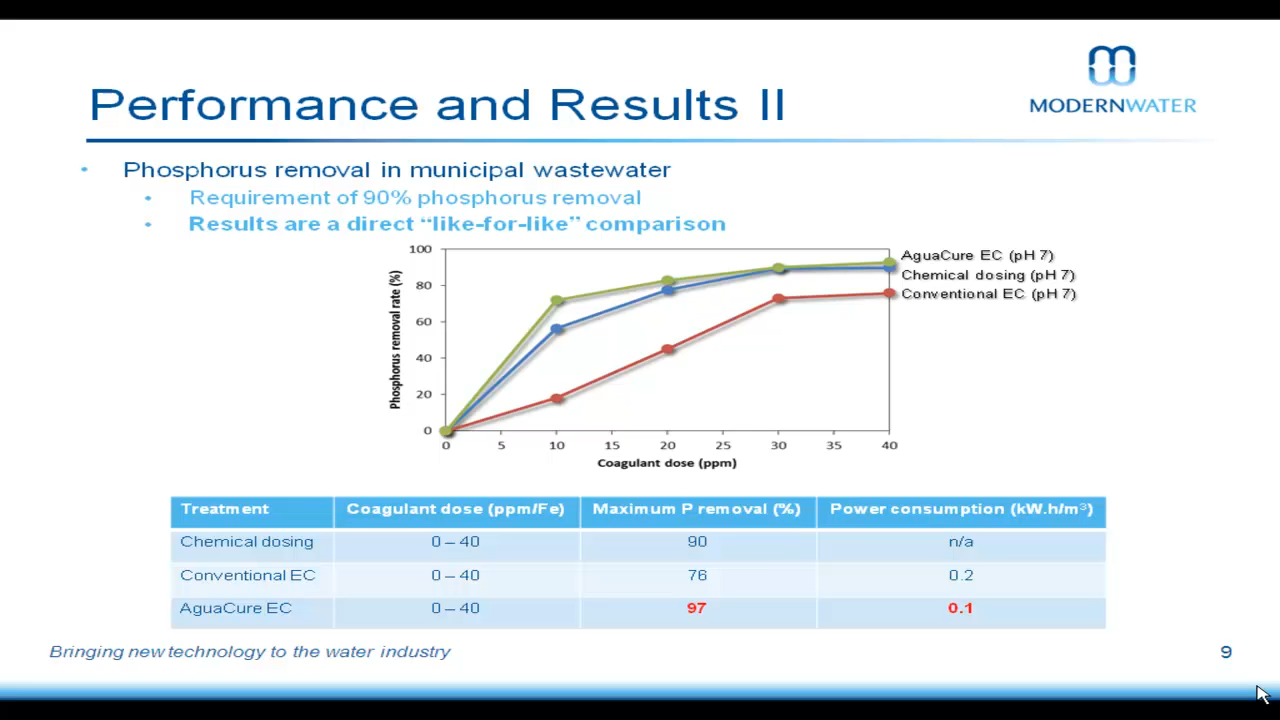 MODERNWATER
Performance and Results II
• Phosphorus removal in municipal wastewater
• Requirement of 90% phosphorus removal
• Results are a direct “like-for-like” comparison
Phosphorus removal rate (%)
100
80
60
40
20
0
0 5 10 15 20 25 30 35 40
Coagulant dose (ppm)
AguaCure EC (pH 7)
Chemical dosing (pH 7)
Conventional EC (pH 7)
Treatment Coagulant dose (ppm/Fe) Maximum P removal (%) Power consumption (kW.h/m³)
Chemical dosing 0 – 40 90 n/a
Conventional EC 0 – 40 76 0.2
AguaCure EC 0 – 40 97 0.1
Bringing new technology to the water industry
9